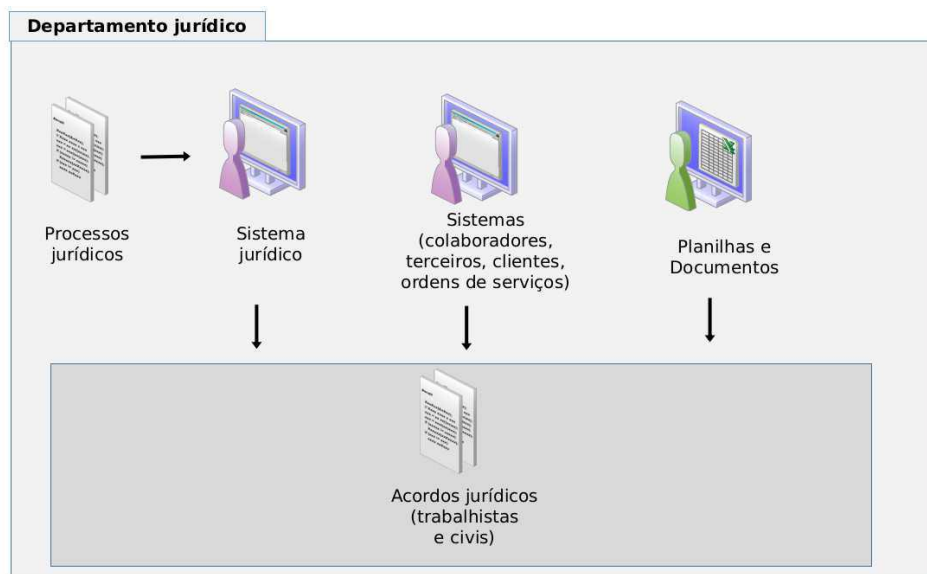 Departamento jurídico
Processos
jurídicos
Sistema
jurídico
Sistemas
(colaboradores,
terceiros, clientes,
ordens de serviços)
Planilhas e
Documentos
Acordos jurídicos
(trabalhistas
e civis)